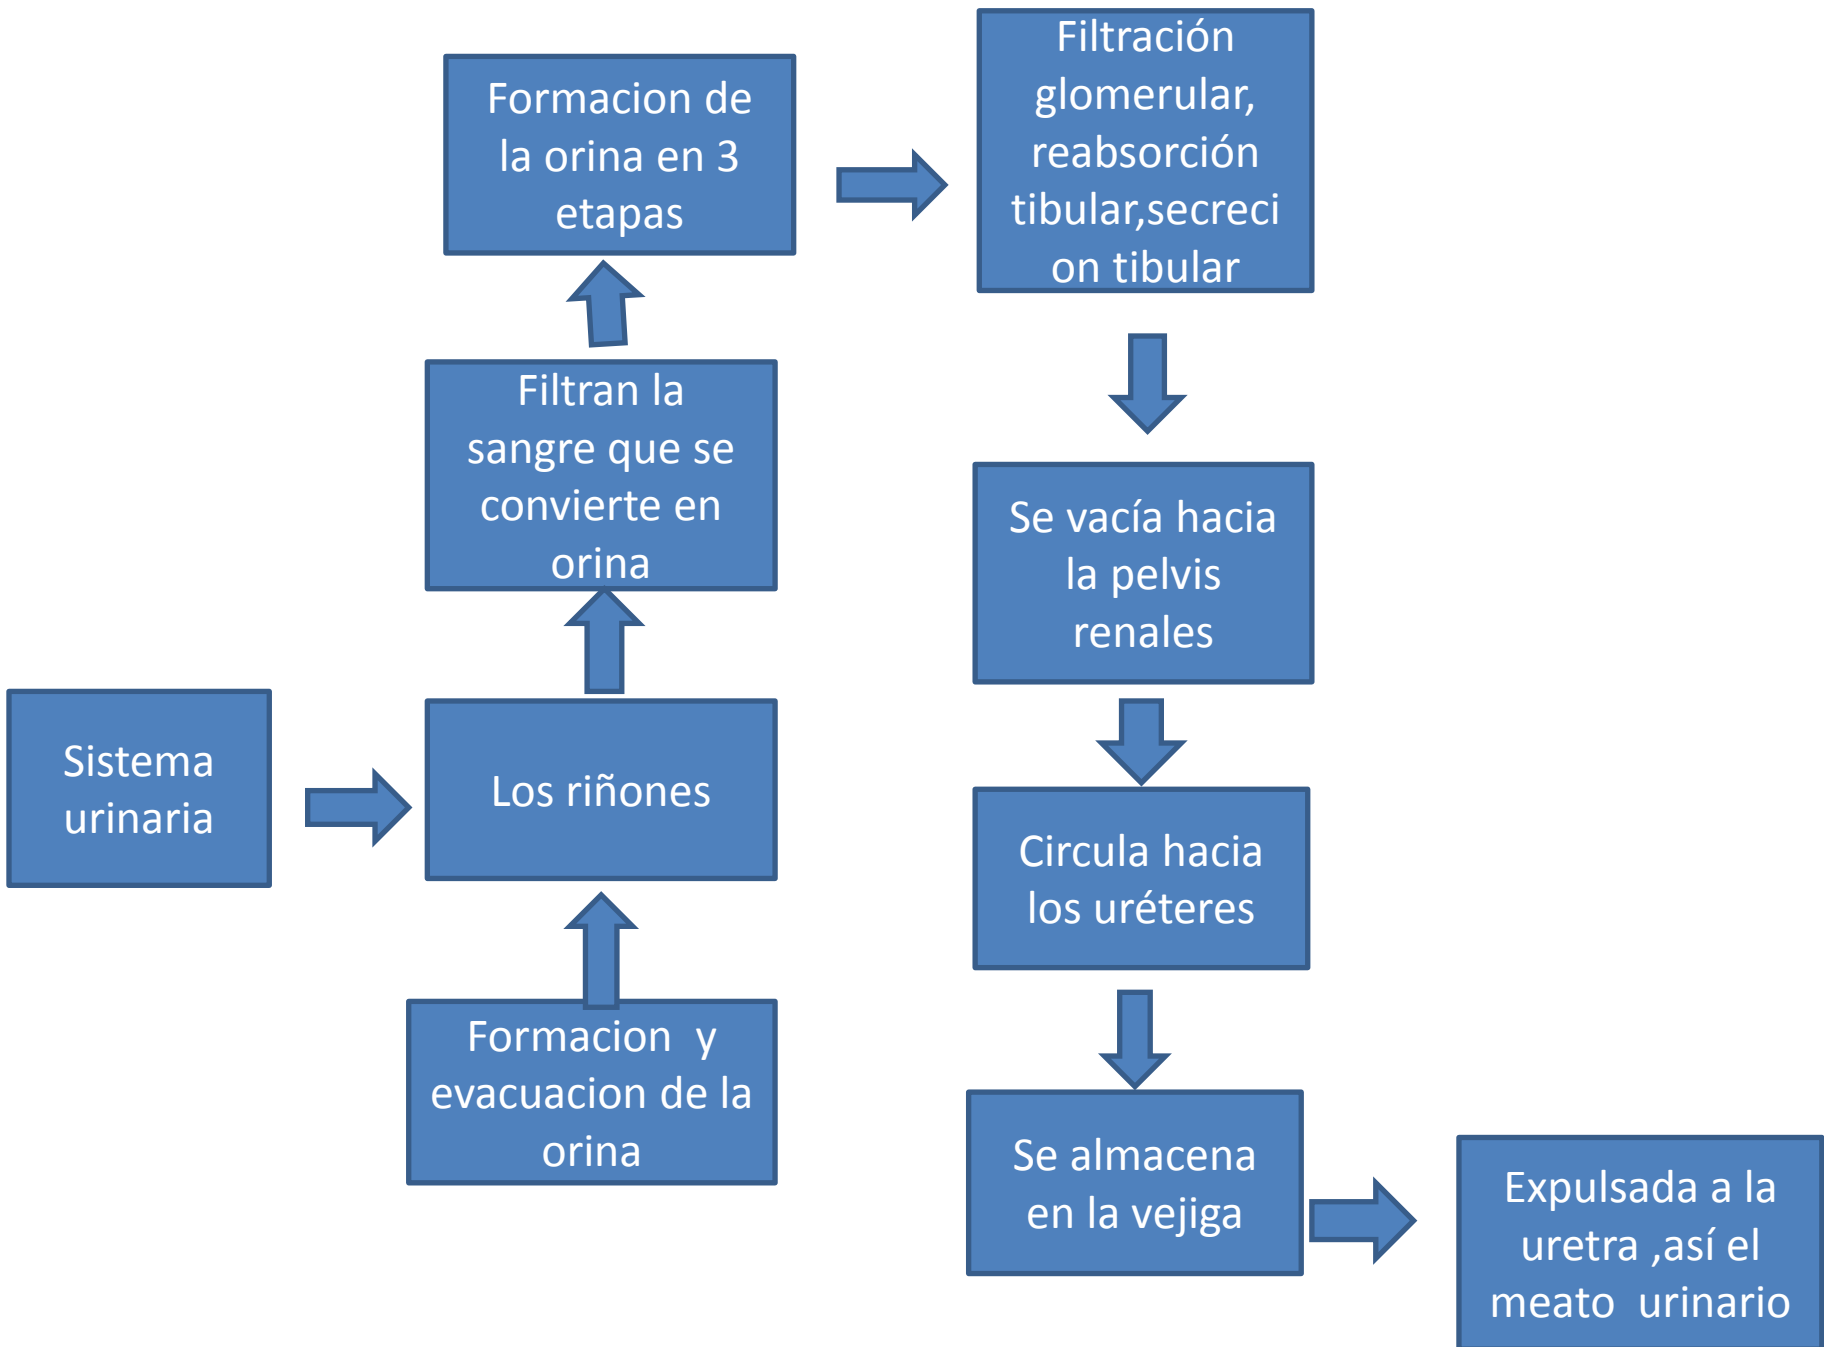 Sistema
urinaria
Formacion y
evacuacion de la
orina
Los riñones
Filtran la
sangre que se
convierte en
orina
Formacion de
la orina en 3
etapas
Filtración
glomerular,
reabsorción
tibular,secreci
on tibular
Se vacía hacia
la pelvis
renales
Circula hacia
los uréteres
Se almacena
en la vejiga
Expulsada a la
uretra ,así el
meato urinario